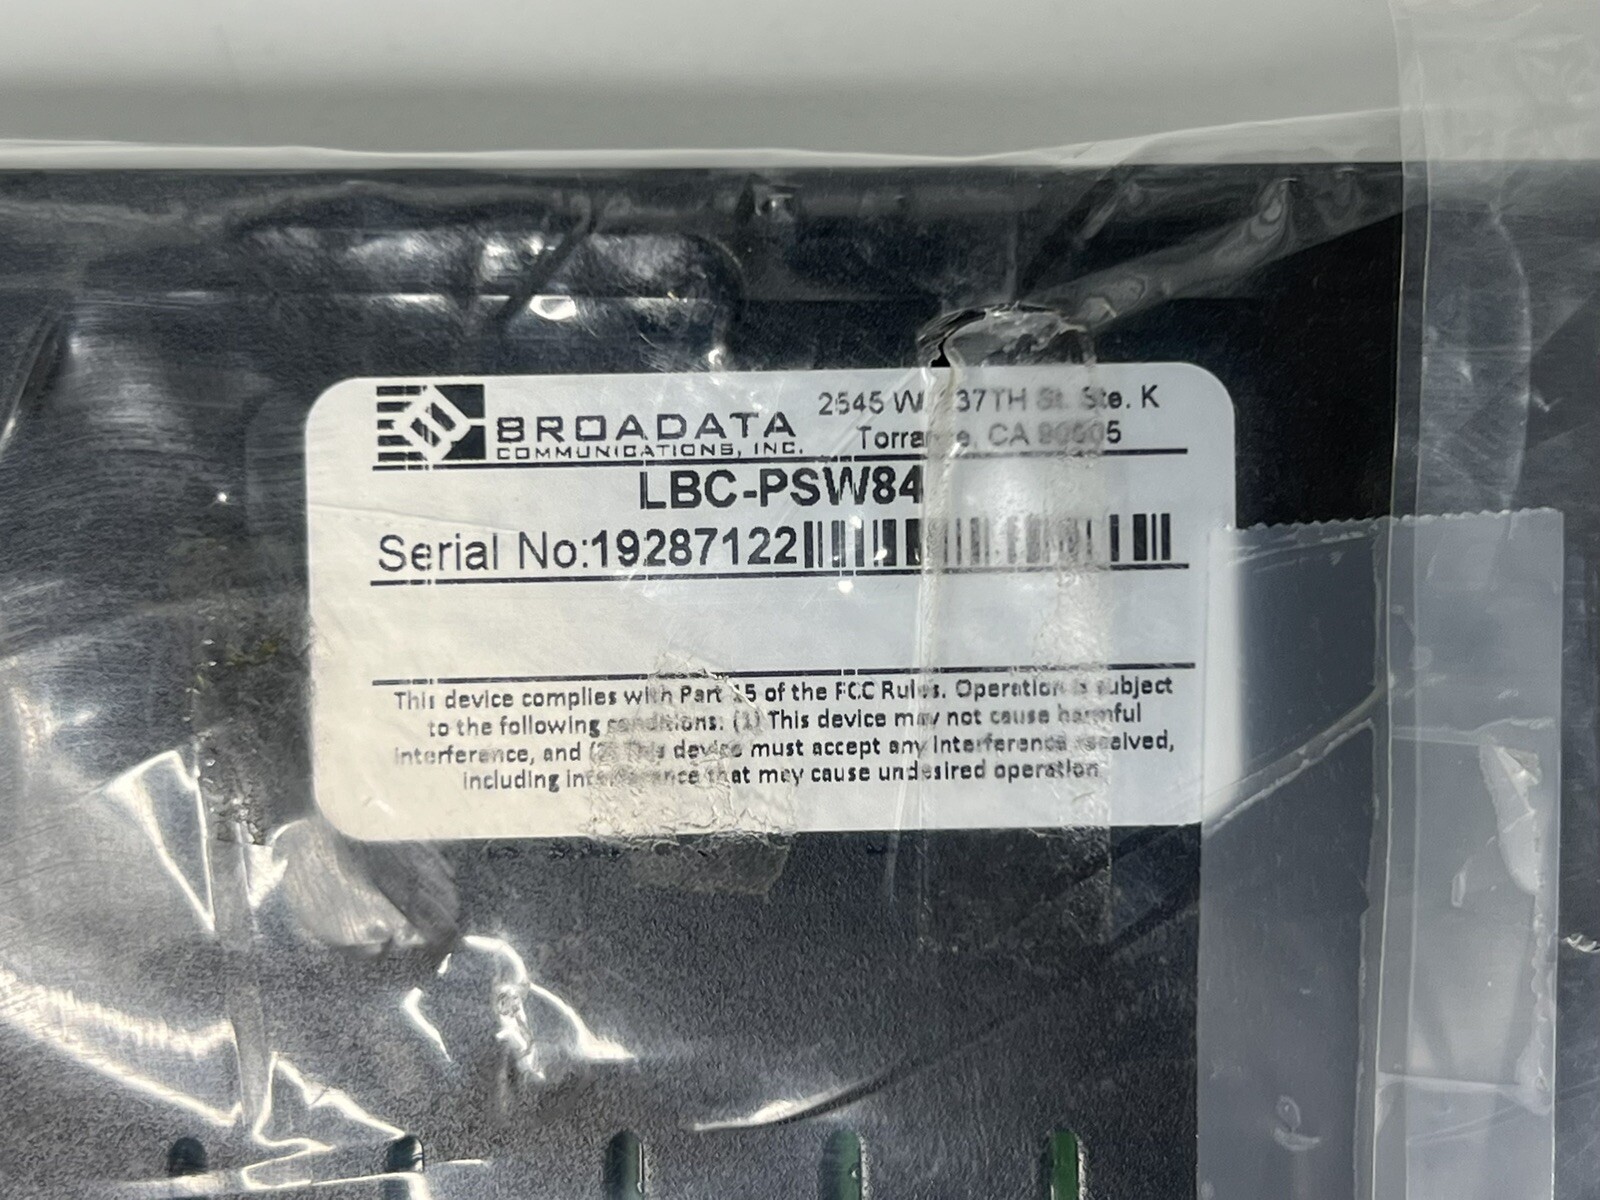 BROADATA
COMMUNICATIONS, INC.
2545 W. 237TH St. Ste. K
Torrance, CA 90505
LBC-PSW84
Serial No:19287122
This device complies with Part 15 of the FCC Rules. Operation is subject
to the following conditions: (1) This device may not cause harmful
interference, and (2) This device must accept any interference received,
including interference that may cause undesired operation